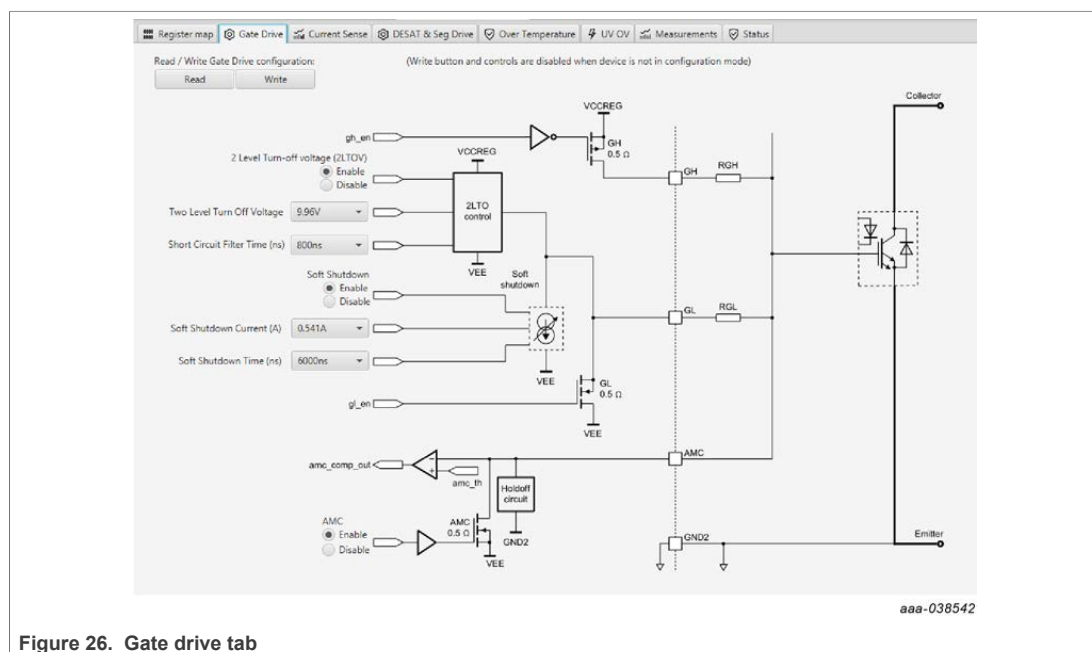 Register map Gate Drive Current Sense DESAT & Seg Drive Over Temperature UV OV Measurements Status
Read / Write Gate Drive configuration: (Write button and controls are disabled when device is not in configuration mode)
Read Write
Collector
VCCREG
gh_en
GH
0.5 Ω
2 Level Turn-off voltage (2LTOV)
Enable
Disable
VCCREG
GH
RGH
2LTO
control
Two Level Turn Off Voltage 9.96V
Short Circuit Filter Time (ns) 800ns
VEE
Soft
shutdown
Soft Shutdown
Enable
Disable
GL
RGL
Soft Shutdown Current (A) 0.541A
Soft Shutdown Time (ns) 6000ns
VEE
GL
0.5 Ω
gl_en
VEE
AMC
amc_comp_out
amc_th
Holdoff
circuit
AMC
Enable
Disable
AMC
0.5 Ω
GND2
VEE
GND2
Emitter
aaa-038542
Figure 26. Gate drive tab